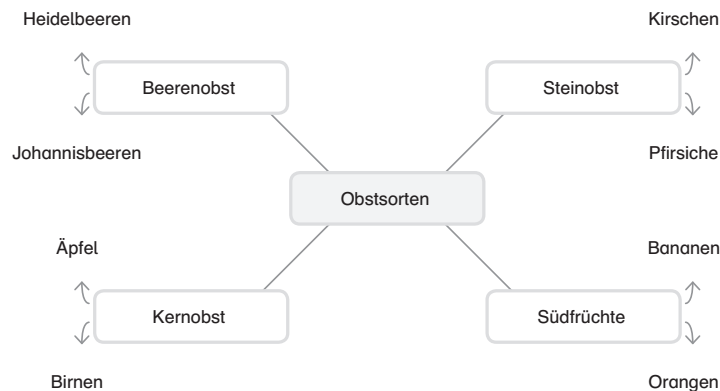 Heidelbeeren
Kirschen
Beerenobst
Steinobst
Johannisbeeren
Pfirsiche
Obstsorten
Äpfel
Bananen
Kernobst
Südfrüchte
Birnen
Orangen